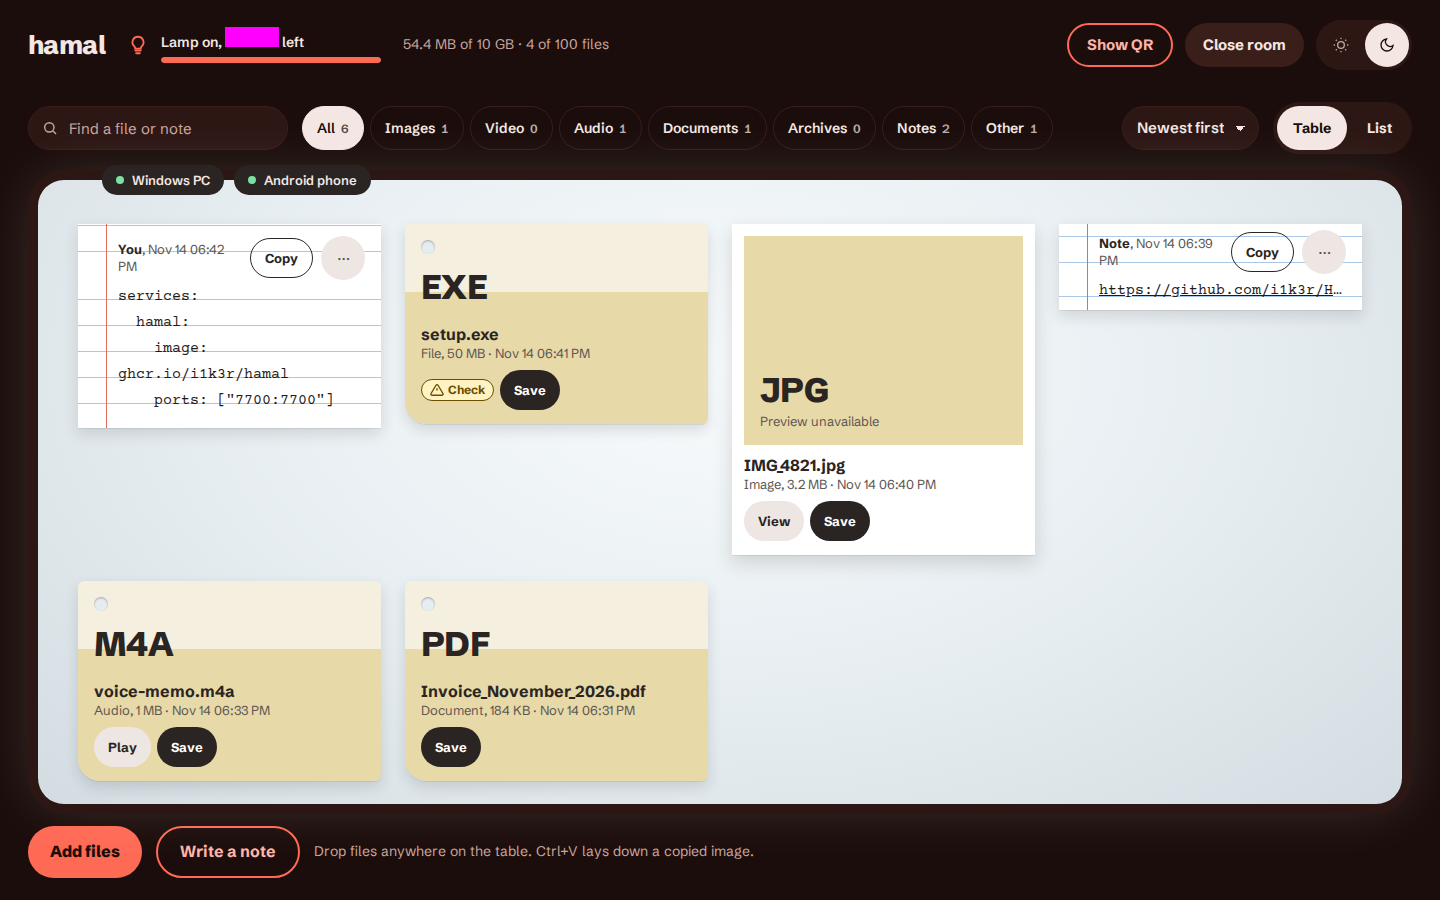 hamal
Lamp on, left
54.4 MB of 10 GB · 4 of 100 files
Show QR
Close room
Find a file or note
All 6
Images 1
Video 0
Audio 1
Documents 1
Archives 0
Notes 2
Other 1
Newest first
Table
List
Windows PC
Android phone
You, Nov 14 06:42
PM
Copy
...
services:
hamal:
image:
ghcr.io/i1k3r/hamal
ports: ["7700:7700"]
EXE
setup.exe
File, 50 MB · Nov 14 06:41 PM
Check
Save
JPG
Preview unavailable
IMG_4821.jpg
Image, 3.2 MB · Nov 14 06:40 PM
View
Save
Note, Nov 14 06:39
PM
Copy
...
https://github.com/i1k3r/H…
M4A
voice-memo.m4a
Audio, 1 MB · Nov 14 06:33 PM
Play
Save
PDF
Invoice_November_2026.pdf
Document, 184 KB · Nov 14 06:31 PM
Save
Add files
Write a note
Drop files anywhere on the table. Ctrl+V lays down a copied image.